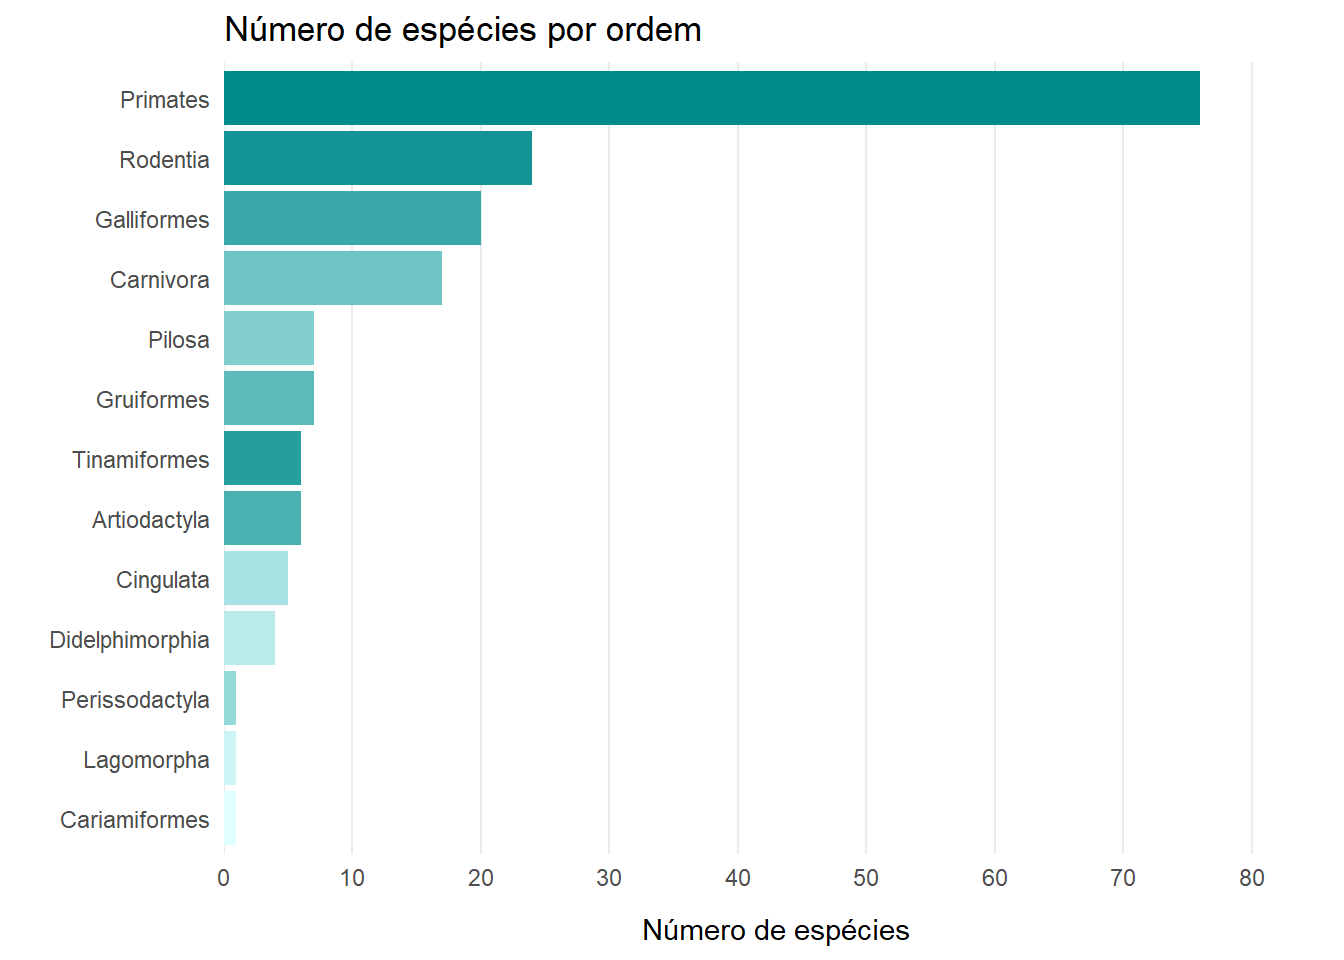 Número de espécies por ordem
Primates
Rodentia
Galliformes
Carnivora
Pilosa
Gruiformes
Tinamiformes
Artiodactyla
Cingulata
Didelphimorphia
Perissodactyla
Lagomorpha
Cariamiformes
0 10 20 30 40 50 60 70 80
Número de espécies